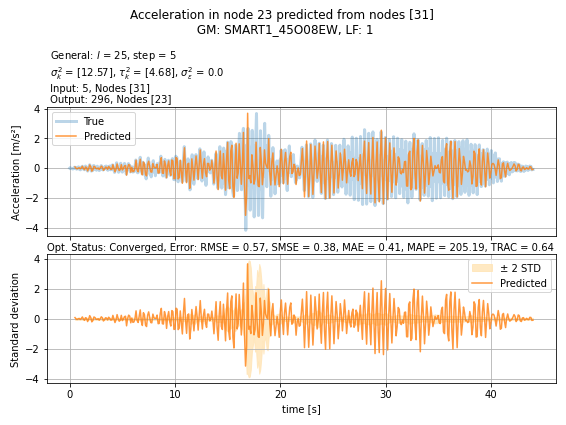 Acceleration in node 23 predicted from nodes [31]
GM: SMART1_45O08EW, LF: 1
General: l = 25, step = 5
σ²ₖ = [12.57], τ²ₖ = [4.68], σ²ε = 0.0
Input: 5, Nodes [31]
Output: 296, Nodes [23]
4
2
0
−2
−4
Acceleration [m/s²]
True
Predicted
Opt. Status: Converged, Error: RMSE = 0.57, SMSE = 0.38, MAE = 0.41, MAPE = 205.19, TRAC = 0.64
4
2
0
−2
−4
Standard deviation
± 2 STD
Predicted
0
10
20
30
40
time [s]